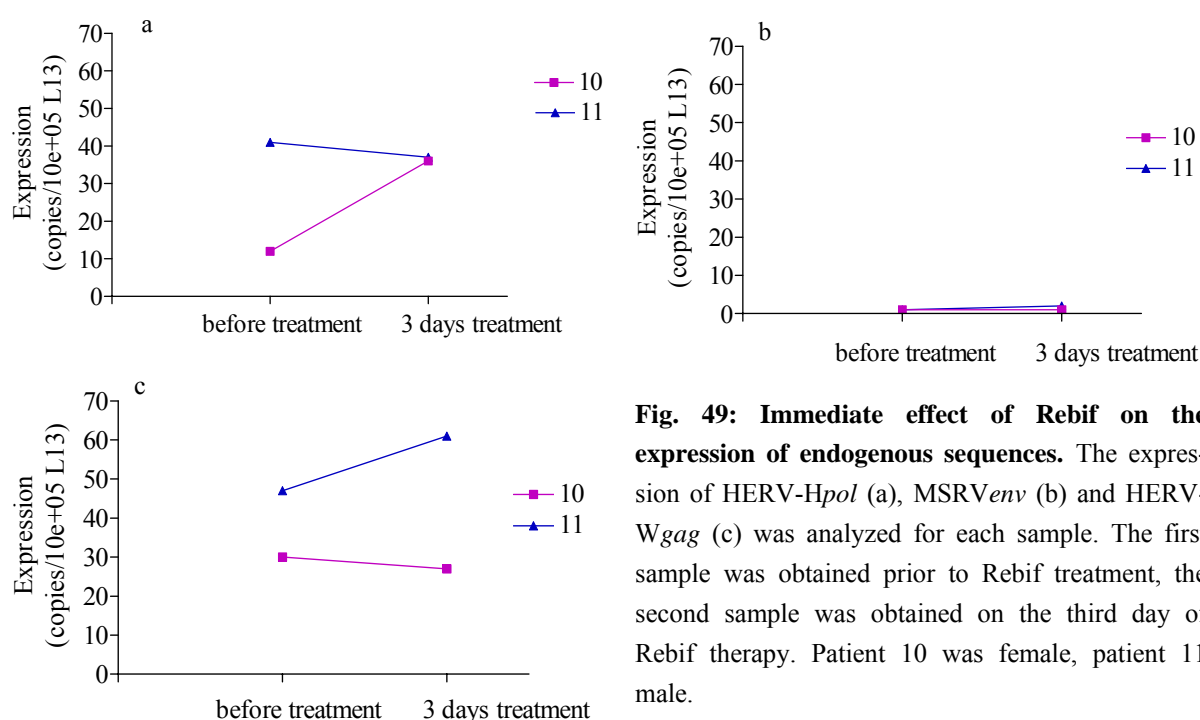 a
70
60
50
40
30
20
10
0
Expression
(copies/10e+05 L13)
before treatment 3 days treatment
10
11
b
70
60
50
40
30
20
10
0
Expression
(copies/10e+05 L13)
before treatment 3 days treatment
10
11
c
70
60
50
40
30
20
10
0
Expression
(copies/10e+05 L13)
before treatment 3 days treatment
10
11
Fig. 49: Immediate effect of Rebif on the
expression of endogenous sequences. The expres-
sion of HERV-Hpol (a), MSRVenv (b) and HERV-
Wgag (c) was analyzed for each sample. The first
sample was obtained prior to Rebif treatment, the
second sample was obtained on the third day of
Rebif therapy. Patient 10 was female, patient 11
male.